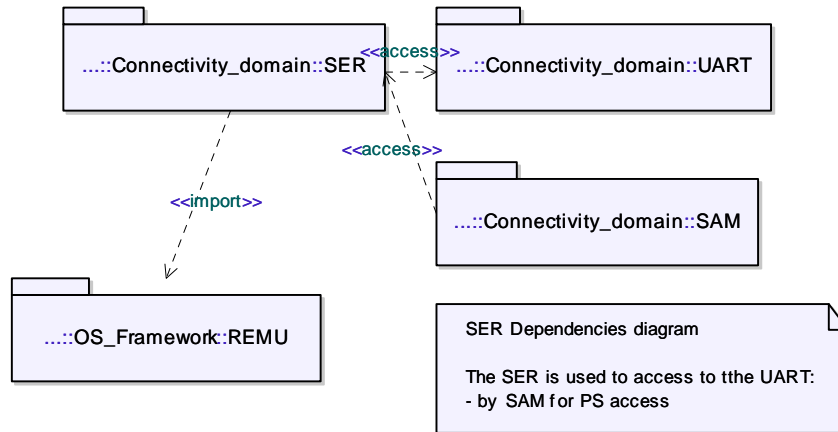 ...::Connectivity_domain::SER
<<access>>
...::Connectivity_domain::UART
<<access>>
<<import>>
...::Connectivity_domain::SAM
...::OS_Framework::REMU
SER Dependencies diagram
The SER is used to access to tthe UART:
- by SAM for PS access